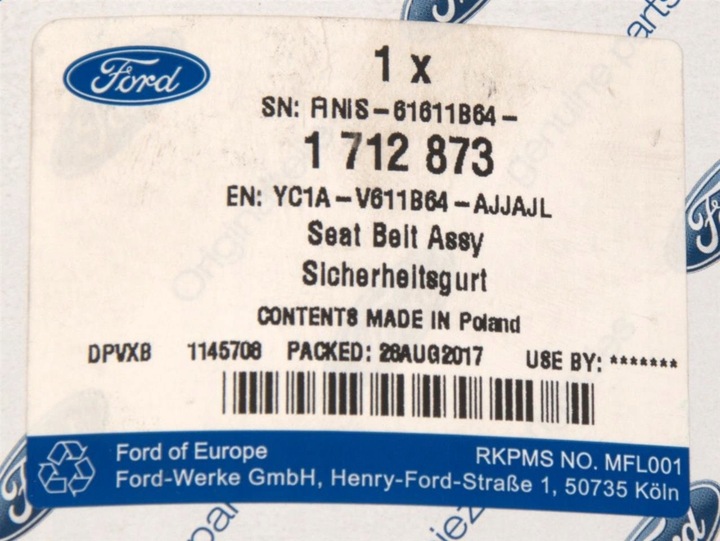 Ford
1 x
SN: FINIS-61611B64-
1 712 873
EN: YC1A-V611B64-AJJAJL
Seat Belt Assy
Sicherheitsgurt
CONTENTS MADE IN Poland
DPVXB 1145708 PACKED: 28AUG2017 USE BY: *******
Ford of Europe RKPMS NO. MFL001
Ford-Werke GmbH, Henry-Ford-Straße 1, 50735 Köln